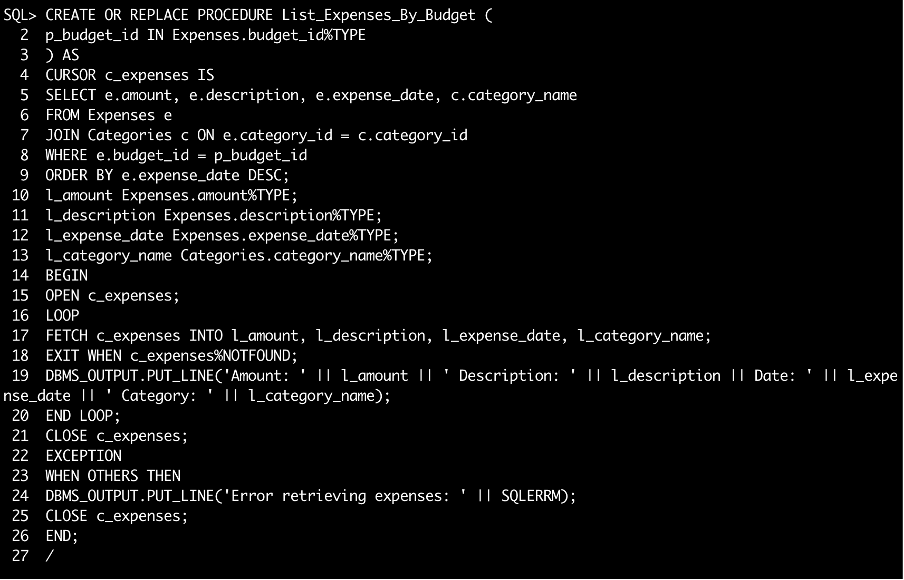 SQL> CREATE OR REPLACE PROCEDURE List_Expenses_By_Budget (
2 p_budget_id IN Expenses.budget_id%TYPE
3 ) AS
4 CURSOR c_expenses IS
5 SELECT e.amount, e.description, e.expense_date, c.category_name
6 FROM Expenses e
7 JOIN Categories c ON e.category_id = c.category_id
8 WHERE e.budget_id = p_budget_id
9 ORDER BY e.expense_date DESC;
10 l_amount Expenses.amount%TYPE;
11 l_description Expenses.description%TYPE;
12 l_expense_date Expenses.expense_date%TYPE;
13 l_category_name Categories.category_name%TYPE;
14 BEGIN
15 OPEN c_expenses;
16 LOOP
17 FETCH c_expenses INTO l_amount, l_description, l_expense_date, l_category_name;
18 EXIT WHEN c_expenses%NOTFOUND;
19 DBMS_OUTPUT.PUT_LINE('Amount: ' || l_amount || ' Description: ' || l_description || Date: ' || l_expe
nse_date || ' Category: ' || l_category_name);
20 END LOOP;
21 CLOSE c_expenses;
22 EXCEPTION
23 WHEN OTHERS THEN
24 DBMS_OUTPUT.PUT_LINE('Error retrieving expenses: ' || SQLERRM);
25 CLOSE c_expenses;
26 END;
27 /